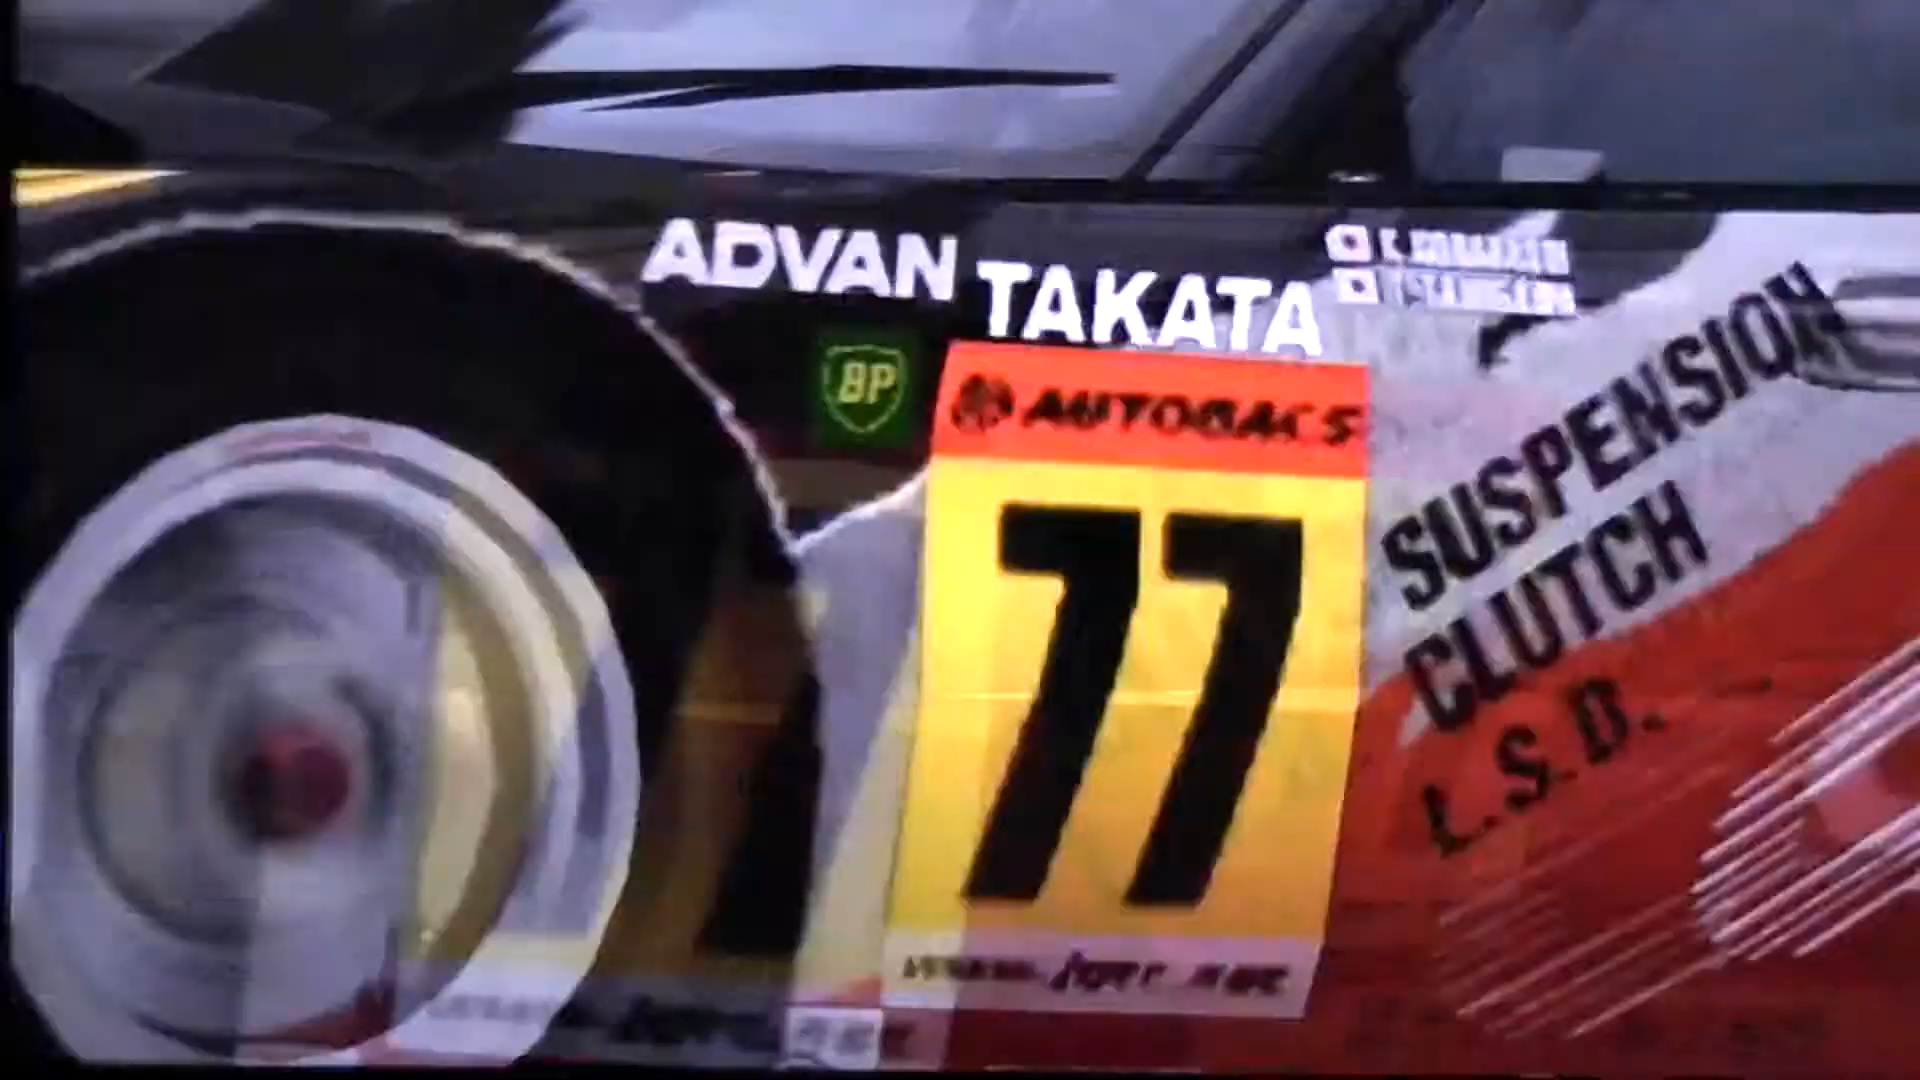 ADVAN
TAKATA
BP
AUTOBACS
77
SUSPENSION
CLUTCH
L.S.D.